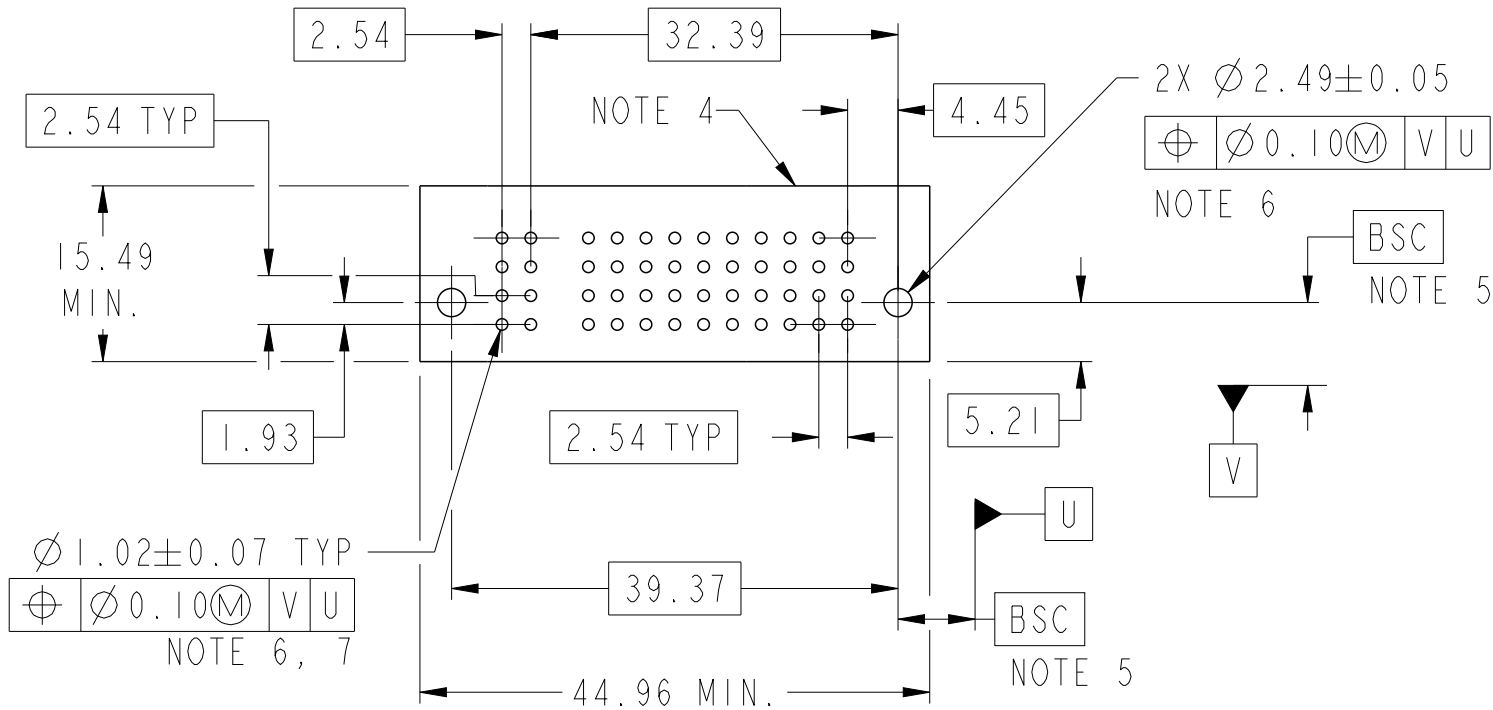 2.54
32.39
2X ∅2.49±0.05
⌖ ∅0.10Ⓜ V U
NOTE 6
NOTE 4
4.45
2.54 TYP
BSC
NOTE 5
15.49
MIN.
1.93
2.54 TYP
5.21
V
U
∅1.02±0.07 TYP
⌖ ∅0.10Ⓜ V U
NOTE 6, 7
39.37
BSC
NOTE 5
44.96 MIN.